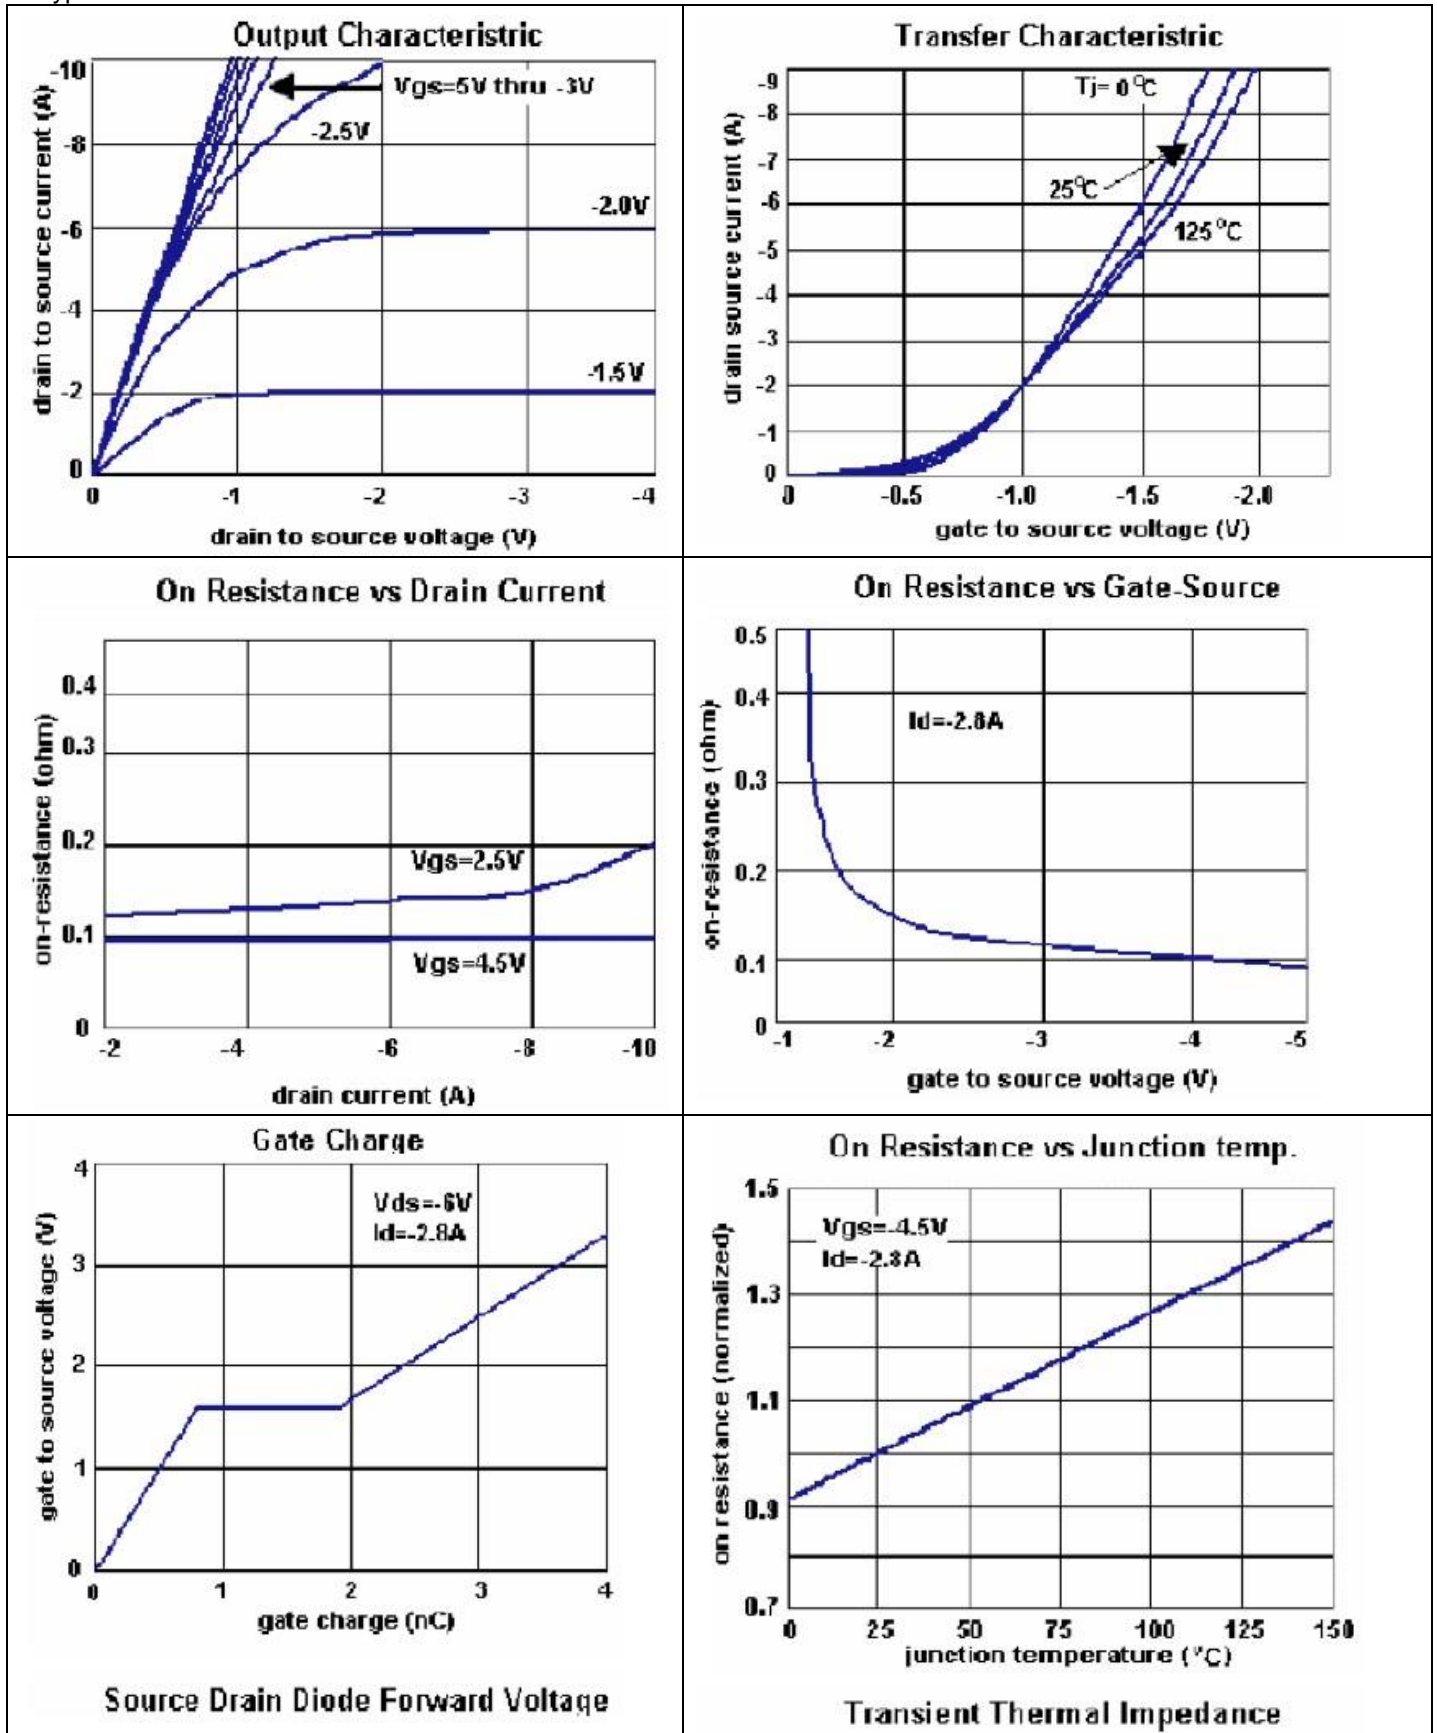 Output Characteristric
-10
-8
-6
-4
-2
0
0
-1
-2
-3
-4
Vgs=5V thru -3V
-2.5V
-2.0V
-1.5V
drain to source current (A)
drain to source voltage (V)
Transfer Characteristric
-9
-8
-7
-6
-5
-4
-3
-2
-1
0
0
-0.5
-1.0
-1.5
-2.0
Tj= 0°C
25°C
125°C
drain source current (A)
gate to source voltage (V)
On Resistance vs Drain Current
0.4
0.3
0.2
0.1
0
-2
-4
-6
-8
-10
Vgs=2.5V
Vgs=4.5V
on-resistance (ohm)
drain current (A)
On Resistance vs Gate-Source
0.5
0.4
0.3
0.2
0.1
0
-1
-2
-3
-4
-5
Id=-2.8A
on-resistance (ohm)
gate to source voltage (V)
Gate Charge
4
3
2
1
0
0
1
2
3
4
Vds=-6V
Id=-2.8A
gate to source voltage (V)
gate charge (nC)
On Resistance vs Junction temp.
1.5
1.3
1.1
0.9
0.7
0
25
50
75
100
125
150
Vgs=-4.5V
Id=-2.8A
on resistance (normalized)
junction temperature (°C)
Source Drain Diode Forward Voltage
Transient Thermal Impedance